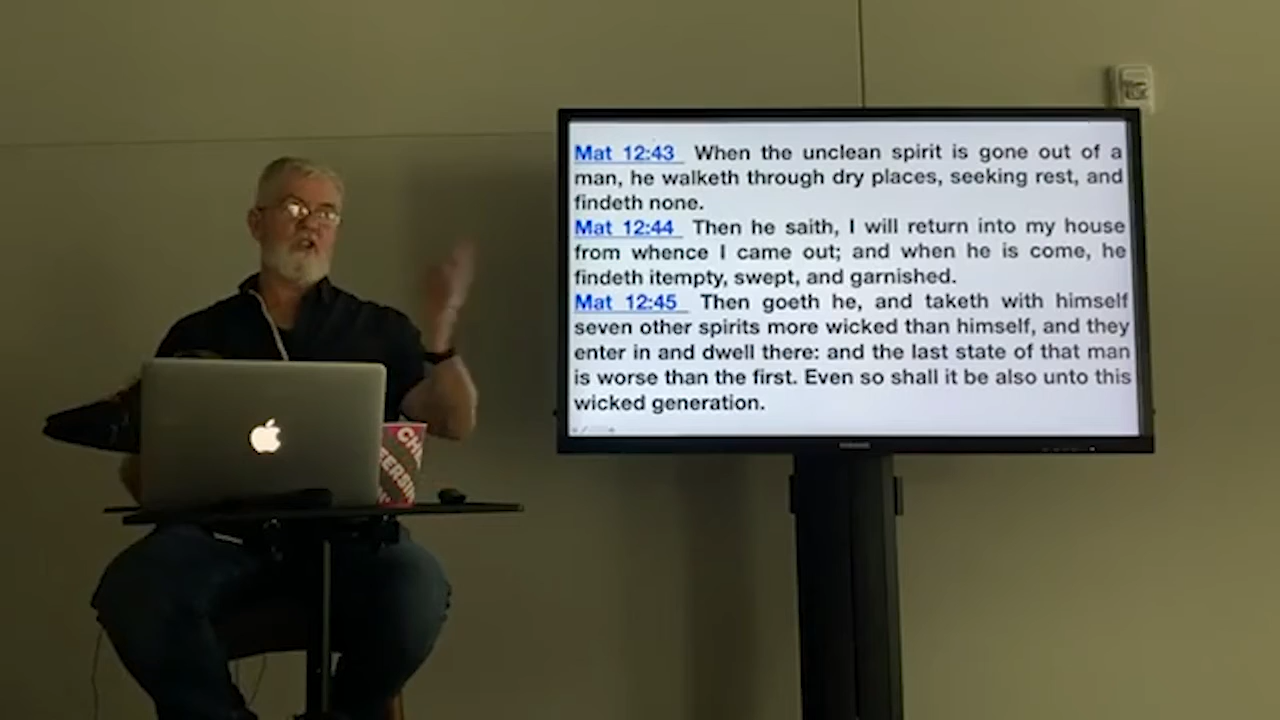 Mat 12:43 When the unclean spirit is gone out of a
man, he walketh through dry places, seeking rest, and
findeth none.
Mat 12:44 Then he saith, I will return into my house
from whence I came out; and when he is come, he
findeth itempty, swept, and garnished.
Mat 12:45 Then goeth he, and taketh with himself
seven other spirits more wicked than himself, and they
enter in and dwell there: and the last state of that man
is worse than the first. Even so shall it be also unto this
wicked generation.